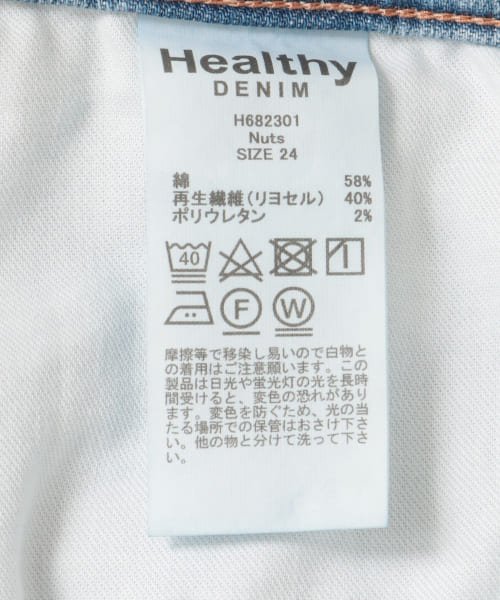 Healthy
DENIM
H682301
Nuts
SIZE 24
綿 58%
再生繊維(リヨセル) 40%
ポリウレタン 2%
40
F W
摩擦等で移染し易いので白物と
の着用はご注意願います。この
製品は日光や蛍光灯の光を長時
間受けると、変色の恐れがあり
ます。変色を防ぐため、光の当
たる場所での保管はおさけ下さ
い。他の物と分けて洗って下さ
い。